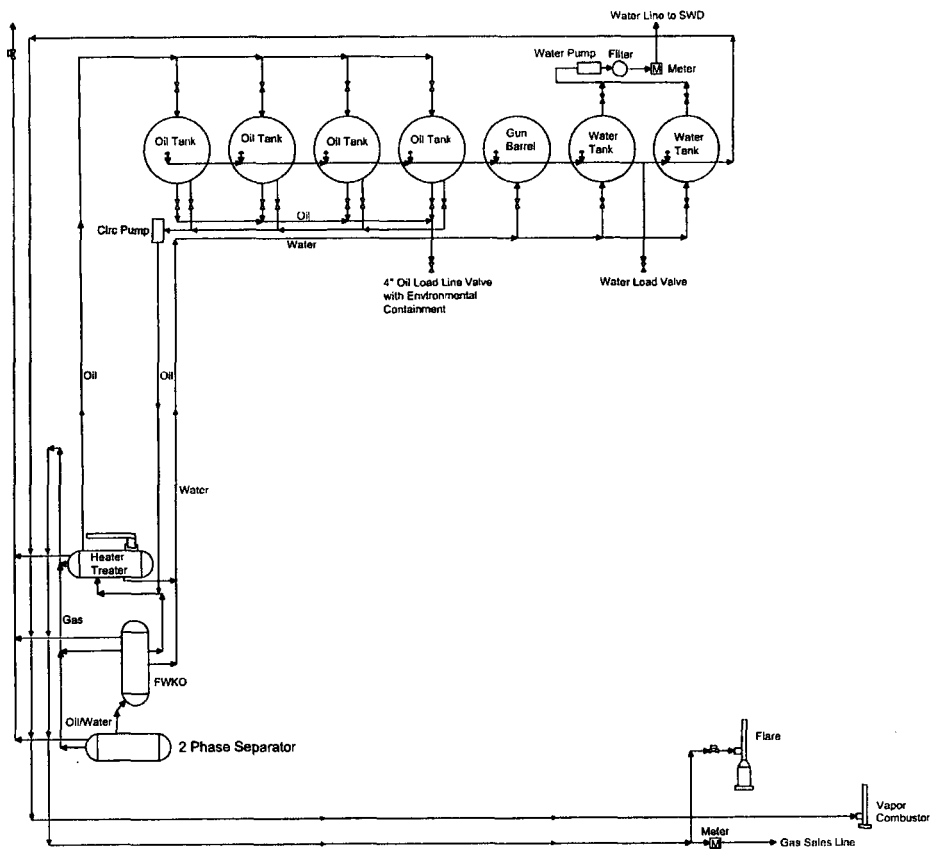 Water Line to SWD
Water Pump
Filter
M
Meter
Oil Tank
Oil Tank
Oil Tank
Oil Tank
Gun
Barrel
Water
Tank
Water
Tank
Oil
Circ Pump
Water
4" Oil Load Line Valve
with Environmental
Containment
Water Load Valve
Oil
Oil
Water
Heater
Treater
Gas
FWKO
Oil/Water
2 Phase Separator
Flare
Vapor
Combustor
Meter
M
Gas Sales Line